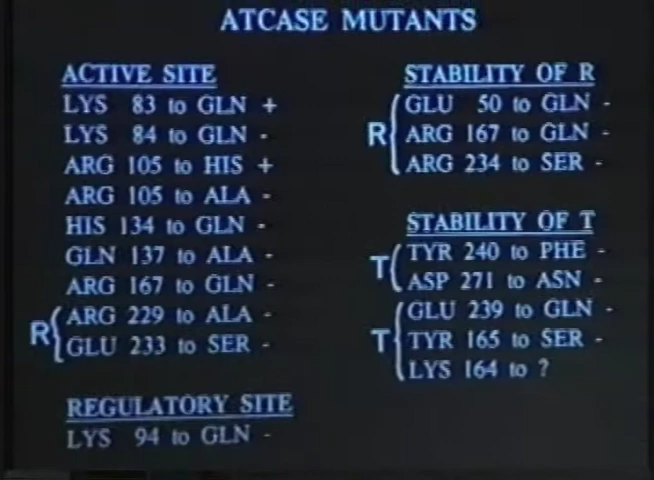 ATCASE MUTANTS
ACTIVE SITE
LYS 83 to GLN +
LYS 84 to GLN -
ARG 105 to HIS +
ARG 105 to ALA -
HIS 134 to GLN -
GLN 137 to ALA -
ARG 167 to GLN -
R
ARG 229 to ALA -
GLU 233 to SER -
REGULATORY SITE
LYS 94 to GLN -
STABILITY OF R
R
GLU 50 to GLN -
ARG 167 to GLN -
ARG 234 to SER -
STABILITY OF T
T
TYR 240 to PHE -
ASP 271 to ASN -
T
GLU 239 to GLN -
TYR 165 to SER -
LYS 164 to ?